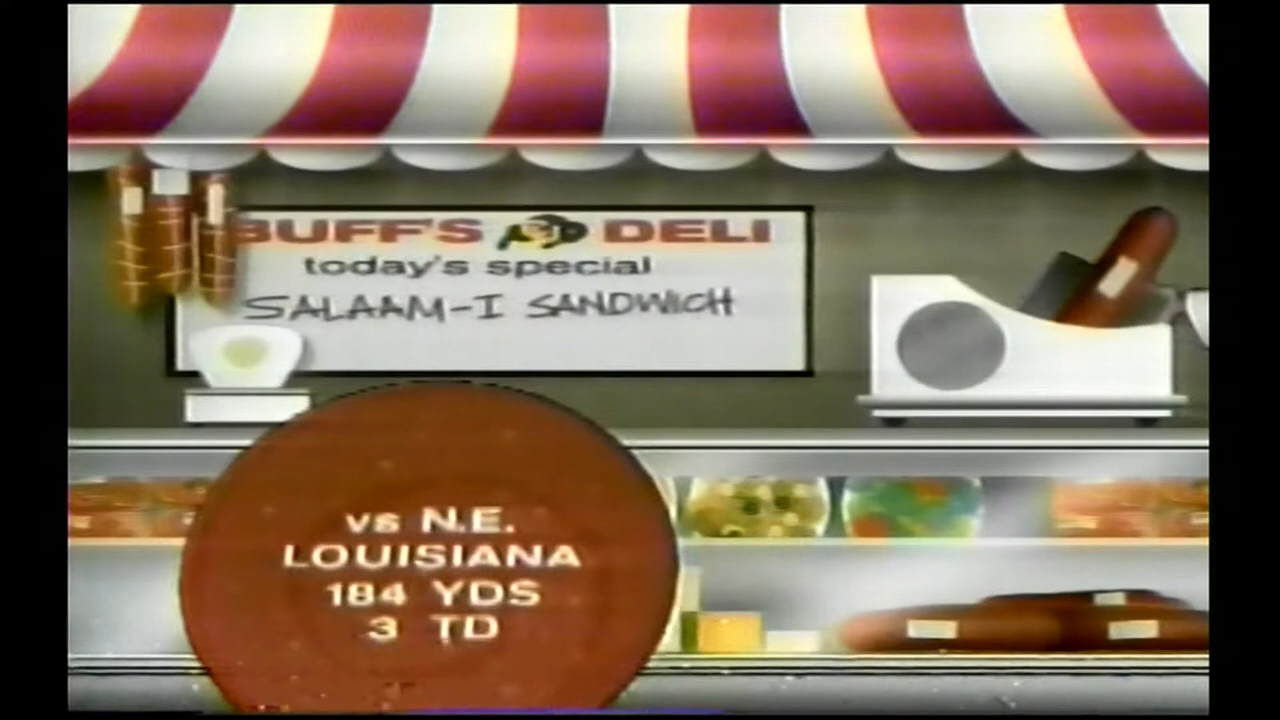 BUFF'S DELI
today's special
SALAAM-I SANDWICH
vs N.E.
LOUISIANA
184 YDS
3 TD